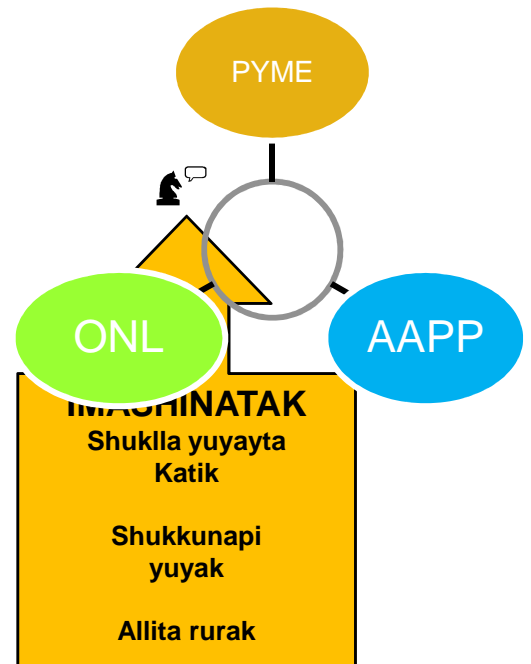 PYME
ONL
AAPP
IMASHINATAK
Shuklla yuyayta
Katik
Shukkunapi
yuyak
Allita rurak